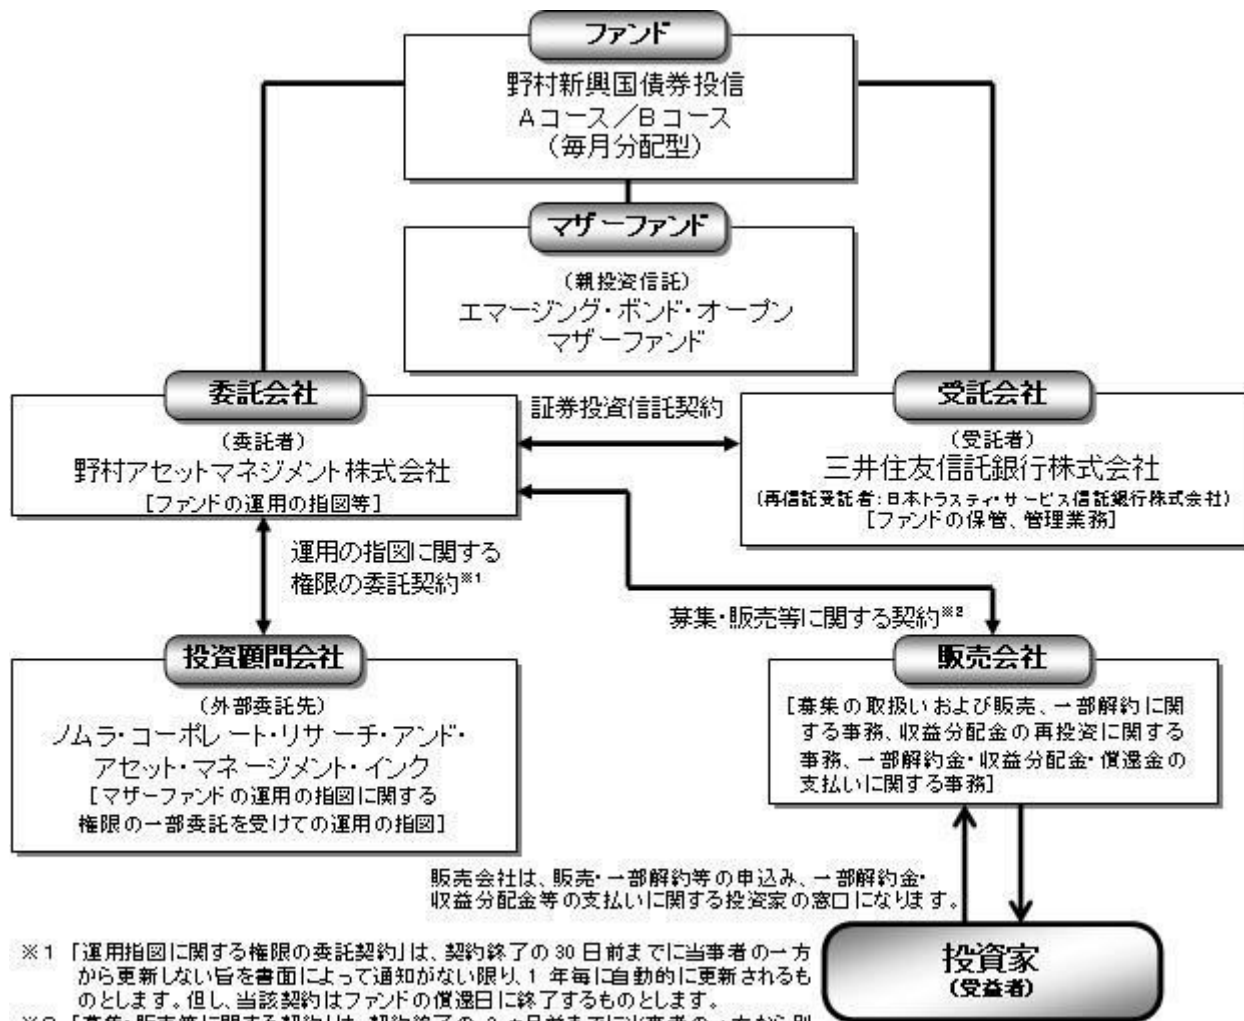 ファンド
野村新興国債券投信
Aコース／Bコース
(毎月分配型)
マザーファンド
(親投資信託)
エマージング・ボンド・オープン
マザーファンド
委託会社
(委託者)
野村アセットマネジメント株式会社
[ファンドの運用の指図等]
証券投資信託契約
受託会社
(受託者)
三井住友信託銀行株式会社
(再信託受託者:日本トラスティ・サービス信託銀行株式会社)
[ファンドの保管、管理業務]
運用の指図に関する
権限の委託契約※1
募集・販売等に関する契約※2
投資顧問会社
(外部委託先)
ノムラ・コーポレート・リサーチ・アンド・
アセット・マネージメント・インク
[マザーファンドの運用の指図に関する
権限の一部委託を受けての運用の指図]
販売会社
[募集の取扱いおよび販売、一部解約に関
する事務、収益分配金の再投資に関する
事務、一部解約金・収益分配金・償還金の
支払いに関する事務]
販売会社は、販売・一部解約等の申込み、一部解約金・
収益分配金等の支払いに関する投資家の窓口になります。
投資家
(受益者)
※1 「運用指図に関する権限の委託契約」は、契約終了の30日前までに当事者の一方
から更新しない旨を書面によって通知がない限り、1年毎に自動的に更新されるも
のとします。但し、当該契約はファンドの償還日に終了するものとします。